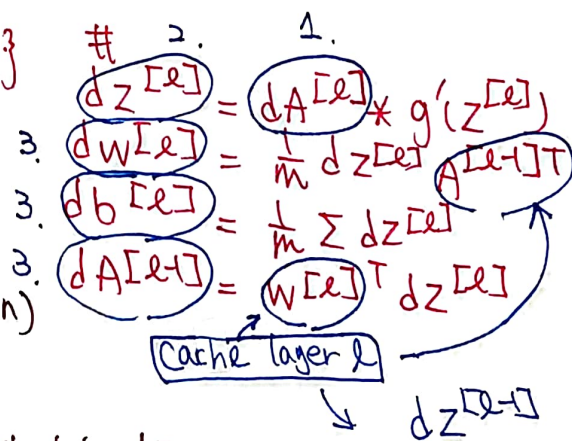 } # 2. 1.
dz[l] = dA[l] * g'(z[l])
3. dw[l] = 1/m dz[l] A[l-1]T
3. db[l] = 1/m Σ dz[l]
3. dA[l-1] = w[l]T dz[l]
n)
cache layer l
dz[l-1]